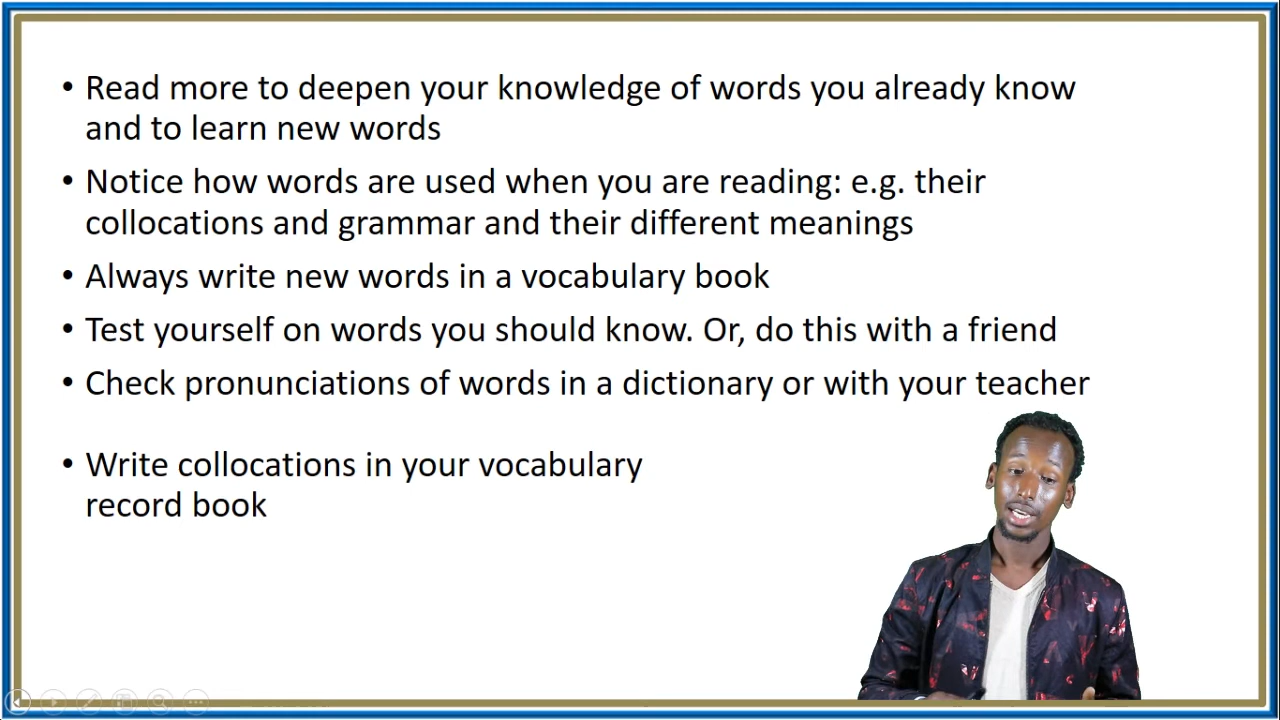 • Read more to deepen your knowledge of words you already know
and to learn new words
• Notice how words are used when you are reading: e.g. their
collocations and grammar and their different meanings
• Always write new words in a vocabulary book
• Test yourself on words you should know. Or, do this with a friend
• Check pronunciations of words in a dictionary or with your teacher
• Write collocations in your vocabulary
record book